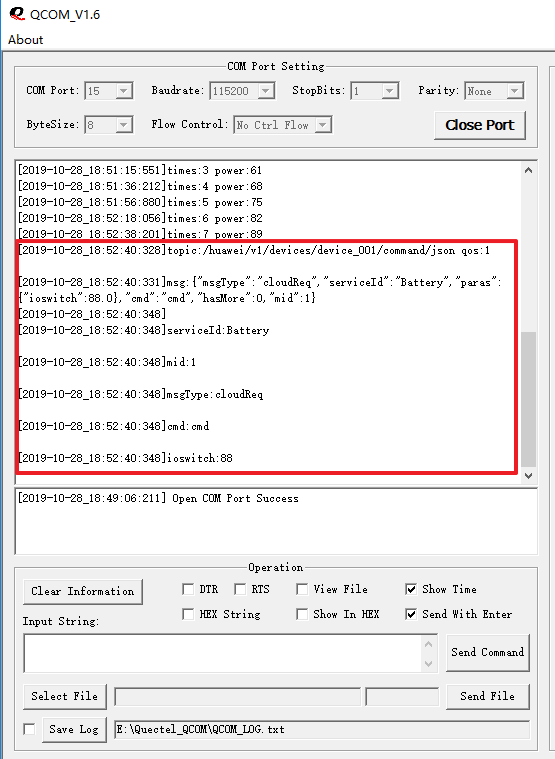 QCOM_V1.6
About
COM Port Setting
COM Port: 15 Baudrate: 115200 StopBits: 1 Parity: None
ByteSize: 8 Flow Control: No Ctrl Flow Close Port
[2019-10-28_18:51:15:551]times:3 power:61
[2019-10-28_18:51:36:212]times:4 power:68
[2019-10-28_18:51:56:880]times:5 power:75
[2019-10-28_18:52:18:056]times:6 power:82
[2019-10-28_18:52:38:201]times:7 power:89
[2019-10-28_18:52:40:328]topic:/huawei/v1/devices/device_001/command/json qos:1
[2019-10-28_18:52:40:331]msg:{"msgType":"cloudReq","serviceId":"Battery","paras":
{"ioswitch":88.0},"cmd":"cmd","hasMore":0,"mid":1}
[2019-10-28_18:52:40:348]
[2019-10-28_18:52:40:348]serviceId:Battery
[2019-10-28_18:52:40:348]mid:1
[2019-10-28_18:52:40:348]msgType:cloudReq
[2019-10-28_18:52:40:348]cmd:cmd
[2019-10-28_18:52:40:348]ioswitch:88
[2019-10-28_18:49:06:211] Open COM Port Success
Operation
Clear Information DTR RTS View File Show Time
HEX String Show In HEX Send With Enter
Input String:
Send Command
Select File Send File
Save Log E:\Quectel_QCOM\QCOM_LOG.txt